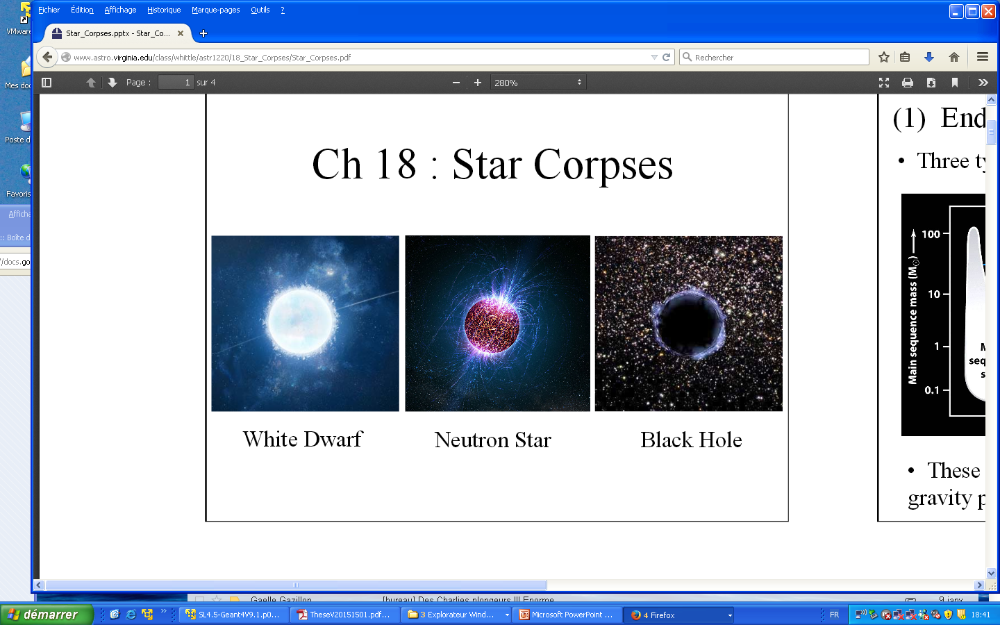 VMware
Fichier Édition Affichage Historique Marque-pages Outils ?
Star_Corpses.pptx - Star_Co...
www.astro.virginia.edu/class/whittle/astr1220/18_Star_Corpses/Star_Corpses.pdf
Rechercher
Mes doc
Page : 1 sur 4
280%
Poste d
Favoris
Affich
:: Boîte d
/docs.go
Ch 18 : Star Corpses
White Dwarf
Neutron Star
Black Hole
(1) End
• Three ty
Main sequence mass (M☉)
100
10
1
0.1
M
seq
s
• These
gravity p
Gaelle Gazillon [bureau] Des Charlies plongeurs !!! Enorme 9 janv.
démarrer
SL4.5-Geant4V9.1.p0...
TheseV20151501.pdf...
3 Explorateur Wind...
Microsoft PowerPoint ...
4 Firefox
FR
18:41